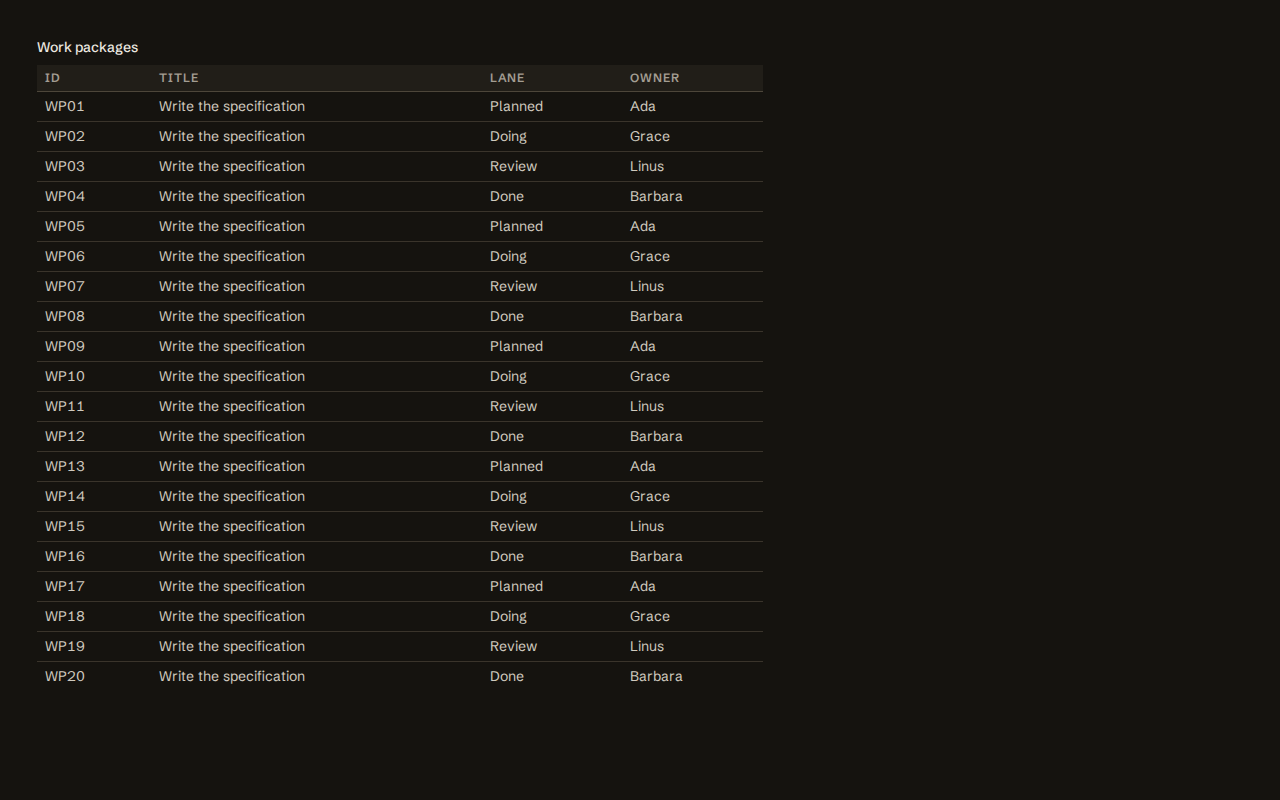 Work packages
ID TITLE LANE OWNER
WP01 Write the specification Planned Ada
WP02 Write the specification Doing Grace
WP03 Write the specification Review Linus
WP04 Write the specification Done Barbara
WP05 Write the specification Planned Ada
WP06 Write the specification Doing Grace
WP07 Write the specification Review Linus
WP08 Write the specification Done Barbara
WP09 Write the specification Planned Ada
WP10 Write the specification Doing Grace
WP11 Write the specification Review Linus
WP12 Write the specification Done Barbara
WP13 Write the specification Planned Ada
WP14 Write the specification Doing Grace
WP15 Write the specification Review Linus
WP16 Write the specification Done Barbara
WP17 Write the specification Planned Ada
WP18 Write the specification Doing Grace
WP19 Write the specification Review Linus
WP20 Write the specification Done Barbara